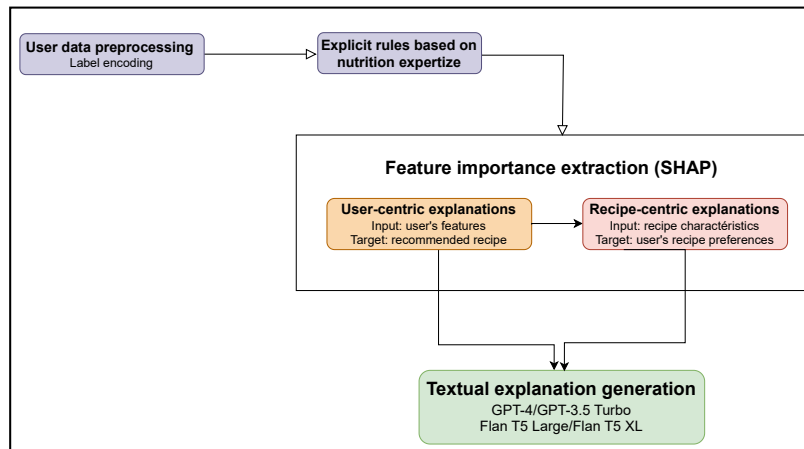 User data preprocessing
Label encoding
Explicit rules based on
nutrition expertize
Feature importance extraction (SHAP)
User-centric explanations
Input: user's features
Target: recommended recipe
Recipe-centric explanations
Input: recipe charactéristics
Target: user's recipe preferences
Textual explanation generation
GPT-4/GPT-3.5 Turbo
Flan T5 Large/Flan T5 XL